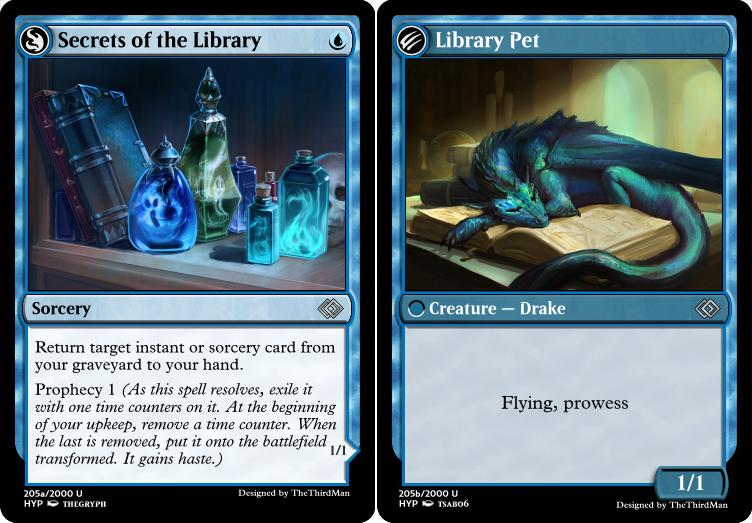 Secrets of the Library
Sorcery
Return target instant or sorcery card from
your graveyard to your hand.
Prophecy 1 (As this spell resolves, exile it
with one time counters on it. At the beginning
of your upkeep, remove a time counter. When
the last is removed, put it onto the battlefield
transformed. It gains haste.)
1/1
205a/2000 U
HYP THEGRYPH
Designed by TheThirdMan
Library Pet
Creature — Drake
Flying, prowess
1/1
205b/2000 U
HYP TSABO6
Designed by TheThirdMan